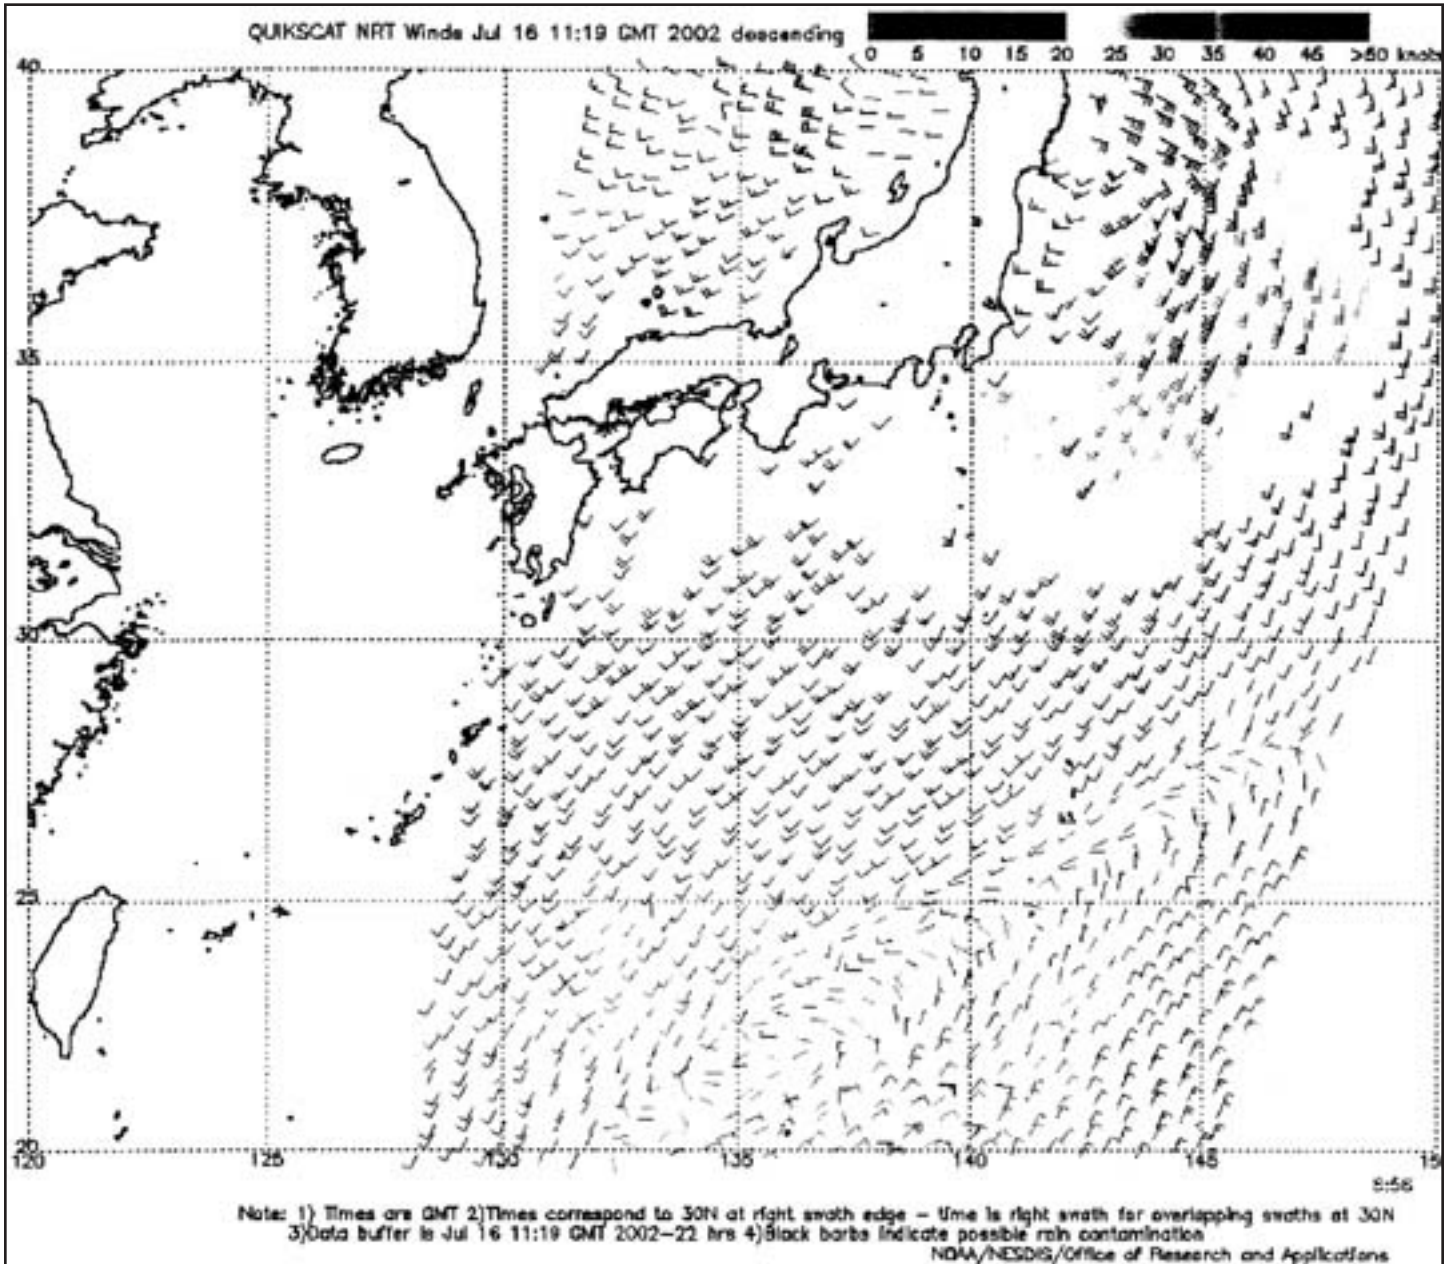 QUIKSCAT NRT Winds Jul 16 11:19 GMT 2002 descending
0 5 10 15 20 25 30 35 40 45 >50 knots
40
35
30
25
20
120 125 130 135 140 145 15
8:56
Note: 1) Times are GMT 2)Times correspond to 30N at right swath edge – time is right swath for overlapping swaths at 30N
3)Data buffer is Jul 16 11:19 GMT 2002–22 hrs 4)Black barbs indicate possible rain contamination
NOAA/NESDIS/Office of Research and Applications